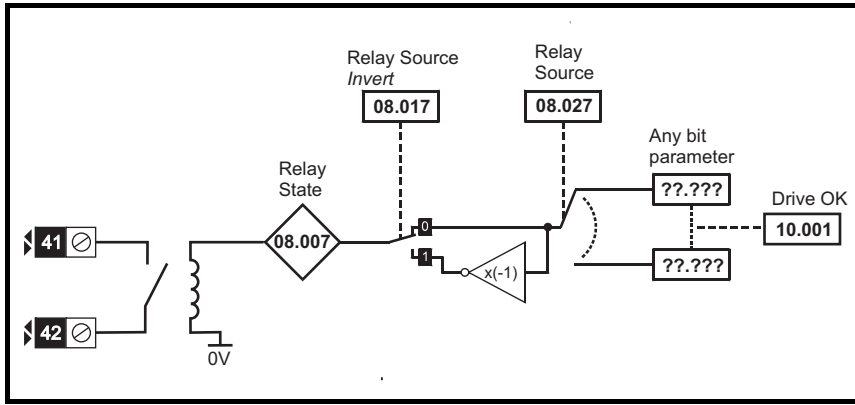 Relay Source
Invert
08.017
Relay
Source
08.027
Any bit
parameter
??.???
Drive OK
10.001
??.???
Relay
State
08.007
0
1
x(-1)
41
42
0V